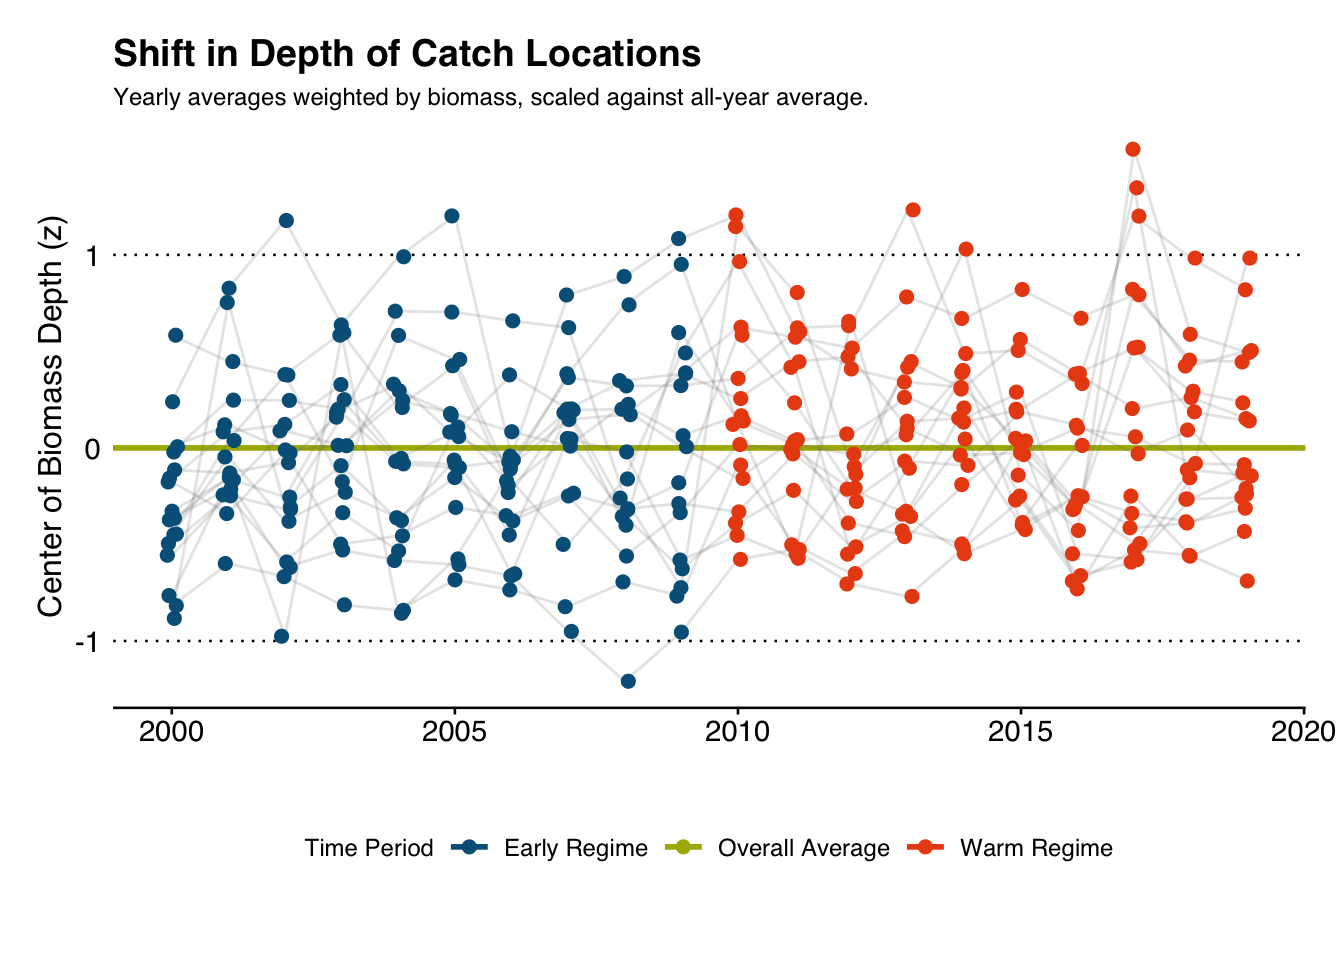 Shift in Depth of Catch Locations
Yearly averages weighted by biomass, scaled against all-year average.
Center of Biomass Depth (z)
1
0
-1
2000 2005 2010 2015 2020
Time Period Early Regime Overall Average Warm Regime